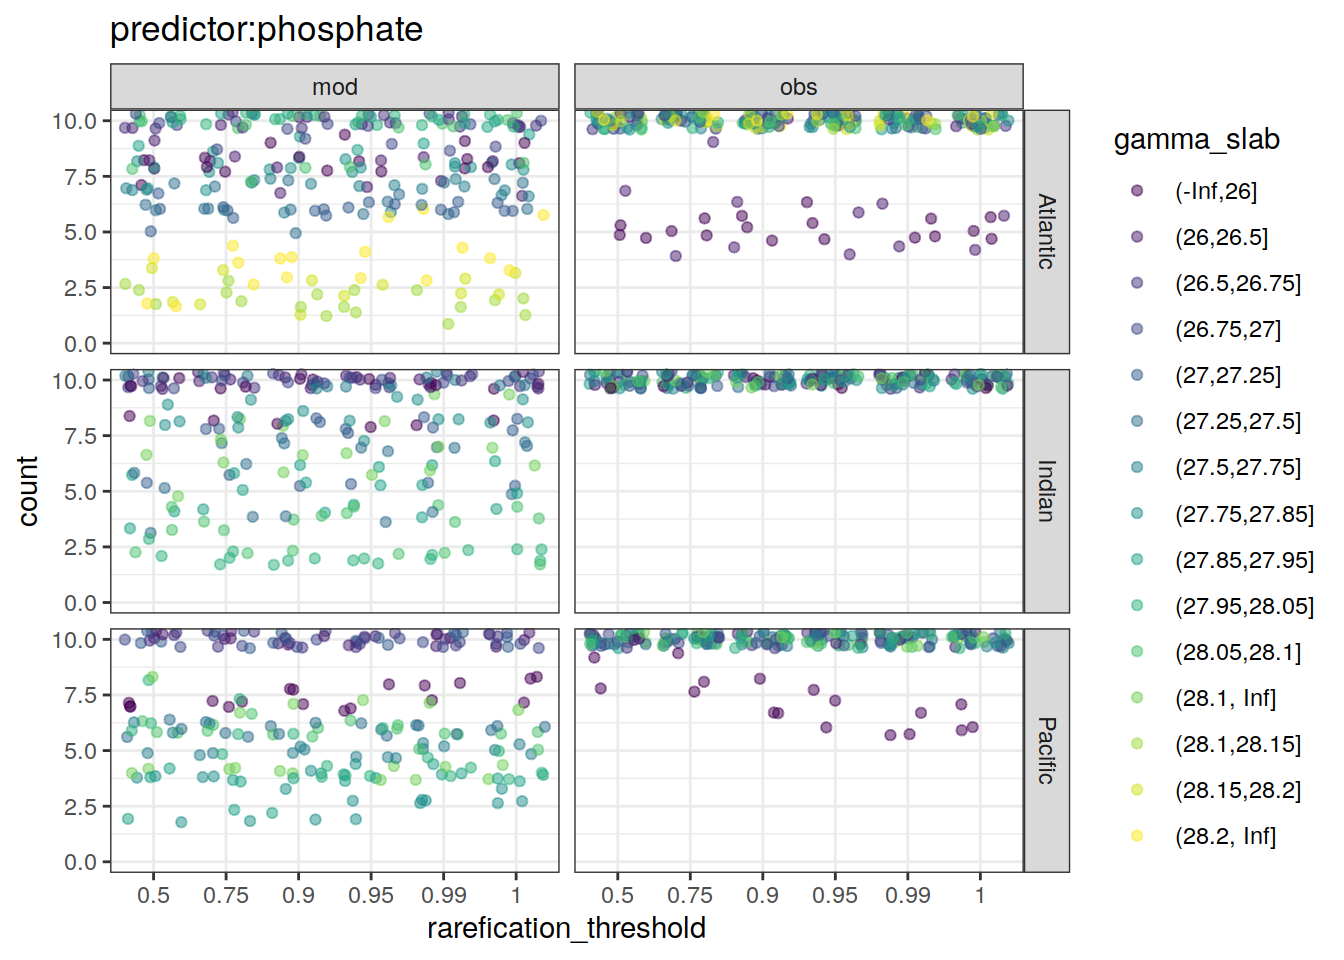 predictor:phosphate
mod
obs
10.0
7.5
5.0
2.5
0.0
Atlantic
10.0
7.5
5.0
2.5
0.0
Indian
10.0
7.5
5.0
2.5
0.0
Pacific
count
0.5 0.75 0.9 0.95 0.99 1
0.5 0.75 0.9 0.95 0.99 1
rarefication_threshold
gamma_slab
(-Inf,26]
(26,26.5]
(26.5,26.75]
(26.75,27]
(27,27.25]
(27.25,27.5]
(27.5,27.75]
(27.75,27.85]
(27.85,27.95]
(27.95,28.05]
(28.05,28.1]
(28.1, Inf]
(28.1,28.15]
(28.15,28.2]
(28.2, Inf]